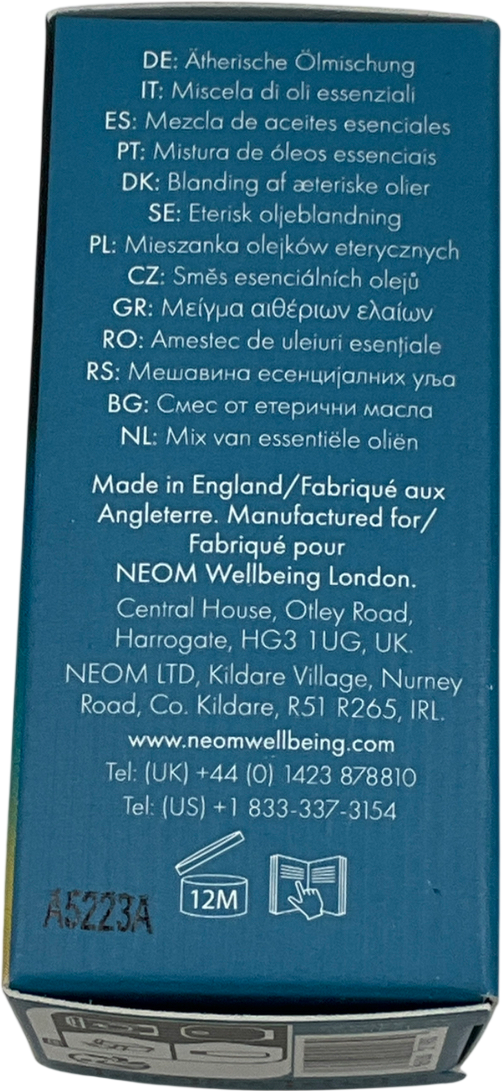 DE: Ätherische Ölmischung
IT: Miscela di oli essenziali
ES: Mezcla de aceites esenciales
PT: Mistura de óleos essenciais
DK: Blanding af æteriske olier
SE: Eterisk oljeblandning
PL: Mieszanka olejków eterycznych
CZ: Směs esenciálních olejů
GR: Μείγμα αιθέριων ελαίων
RO: Amestec de uleiuri esențiale
RS: Мешавина есенцијалних уља
BG: Смес от етерични масла
NL: Mix van essentiële oliën
Made in England/Fabriqué aux
Angleterre. Manufactured for/
Fabriqué pour
NEOM Wellbeing London.
Central House, Otley Road,
Harrogate, HG3 1UG, UK.
NEOM LTD, Kildare Village, Nurney
Road, Co. Kildare, R51 R265, IRL.
www.neomwellbeing.com
Tel: (UK) +44 (0) 1423 878810
Tel: (US) +1 833-337-3154
12M
A5223A